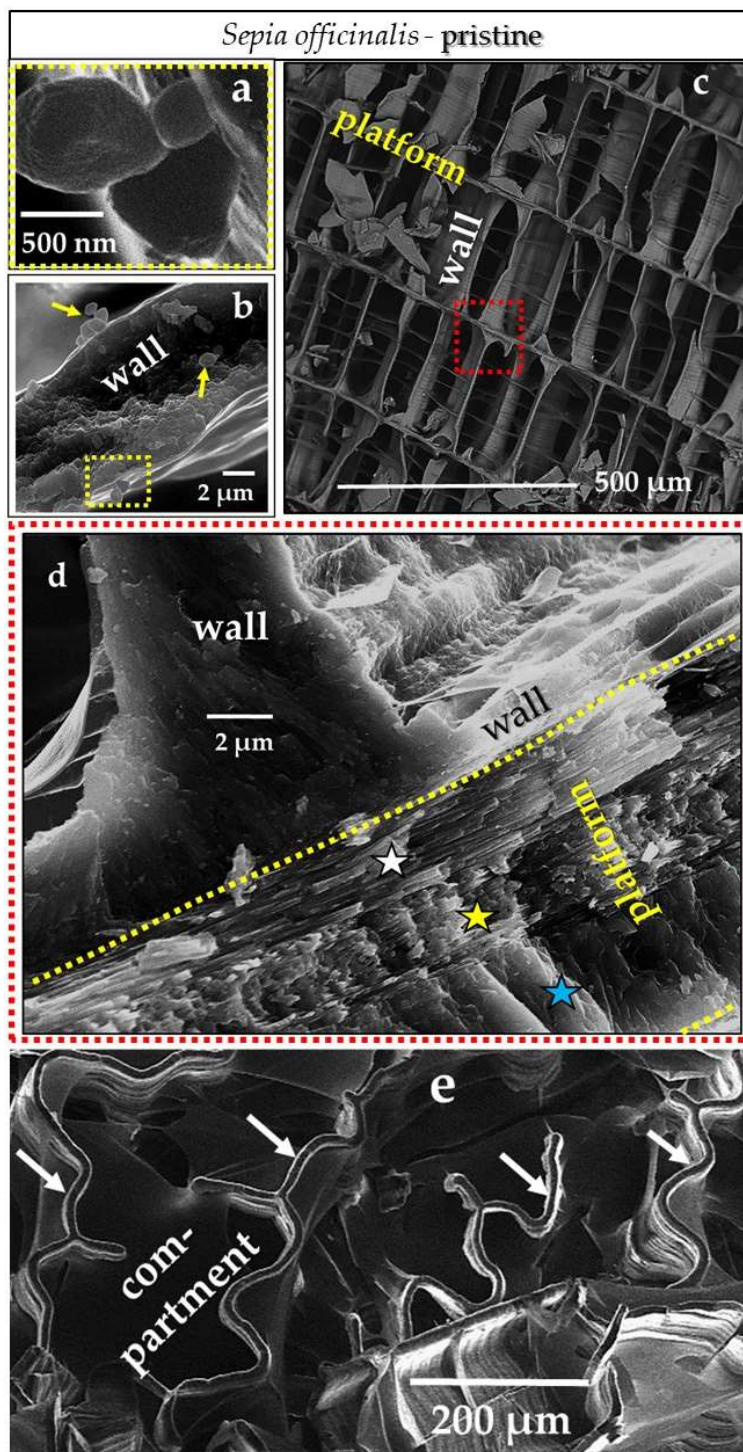 Sepia officinalis - pristine
a
500 nm
b
wall
2 μm
c
platform
wall
500 μm
d
wall
2 μm
wall
platform
e
com-
partment
200 μm